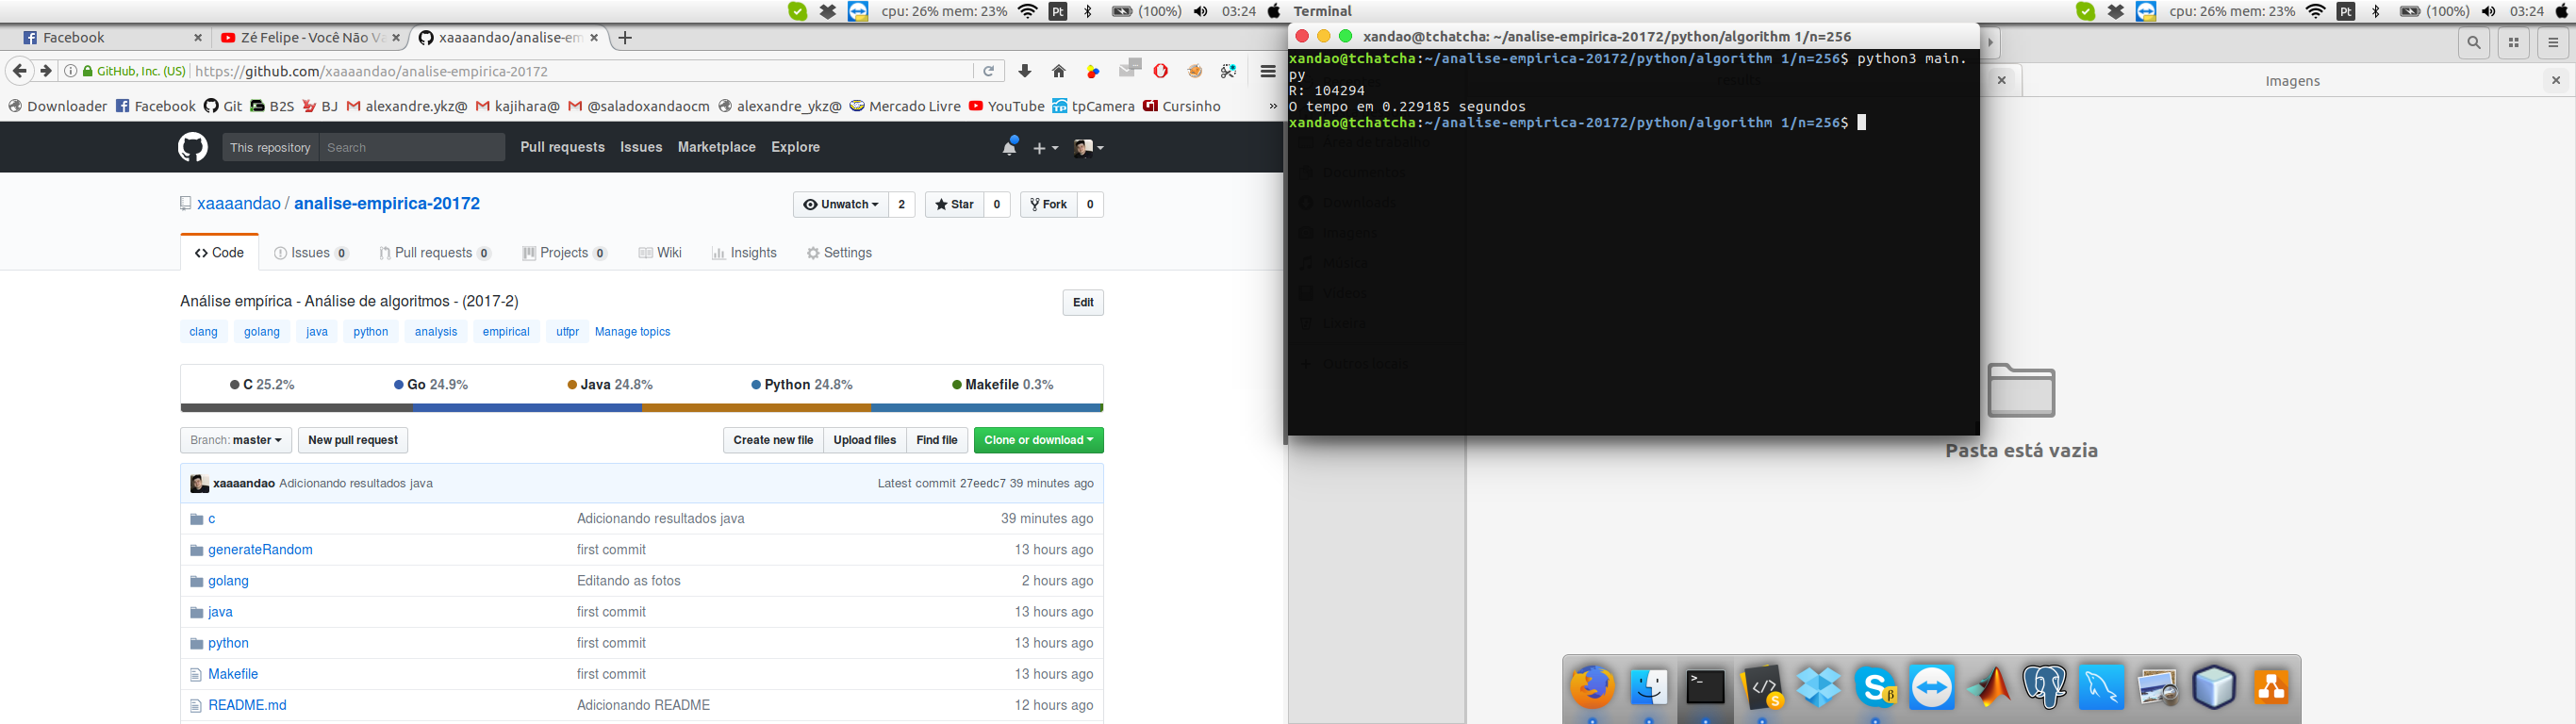 cpu: 26% mem: 23% Pt (100%) 03:24 Terminal cpu: 26% mem: 23% Pt (100%) 03:24
Facebook Zé Felipe - Você Não Va xaaaandao/analise-em
GitHub, Inc. (US) https://github.com/xaaaandao/analise-empirica-20172
Downloader Facebook Git B2S BJ alexandre.ykz@ kajihara@ @saladoxandaocm alexandre_ykz@ Mercado Livre YouTube tpCamera Cursinho »
This repository Search Pull requests Issues Marketplace Explore
xaaaandao / analise-empirica-20172 Unwatch 2 Star 0 Fork 0
Code Issues 0 Pull requests 0 Projects 0 Wiki Insights Settings
Análise empírica - Análise de algoritmos - (2017-2) Edit
clang golang java python analysis empirical utfpr Manage topics
C 25.2% Go 24.9% Java 24.8% Python 24.8% Makefile 0.3%
Branch: master New pull request Create new file Upload files Find file Clone or download
xaaaandao Adicionando resultados java Latest commit 27eedc7 39 minutes ago
c Adicionando resultados java 39 minutes ago
generateRandom first commit 13 hours ago
golang Editando as fotos 2 hours ago
java first commit 13 hours ago
python first commit 13 hours ago
Makefile first commit 13 hours ago
README.md Adicionando README 12 hours ago
xandao@tchatcha: ~/analise-empirica-20172/python/algorithm 1/n=256
xandao@tchatcha:~/analise-empirica-20172/python/algorithm 1/n=256$ python3 main.
py
R: 104294
O tempo em 0.229185 segundos
xandao@tchatcha:~/analise-empirica-20172/python/algorithm 1/n=256$
Documentos
Downloads
Imagens
Música
Vídeos
Lixeira
Outros locais
Imagens
Pasta está vazia